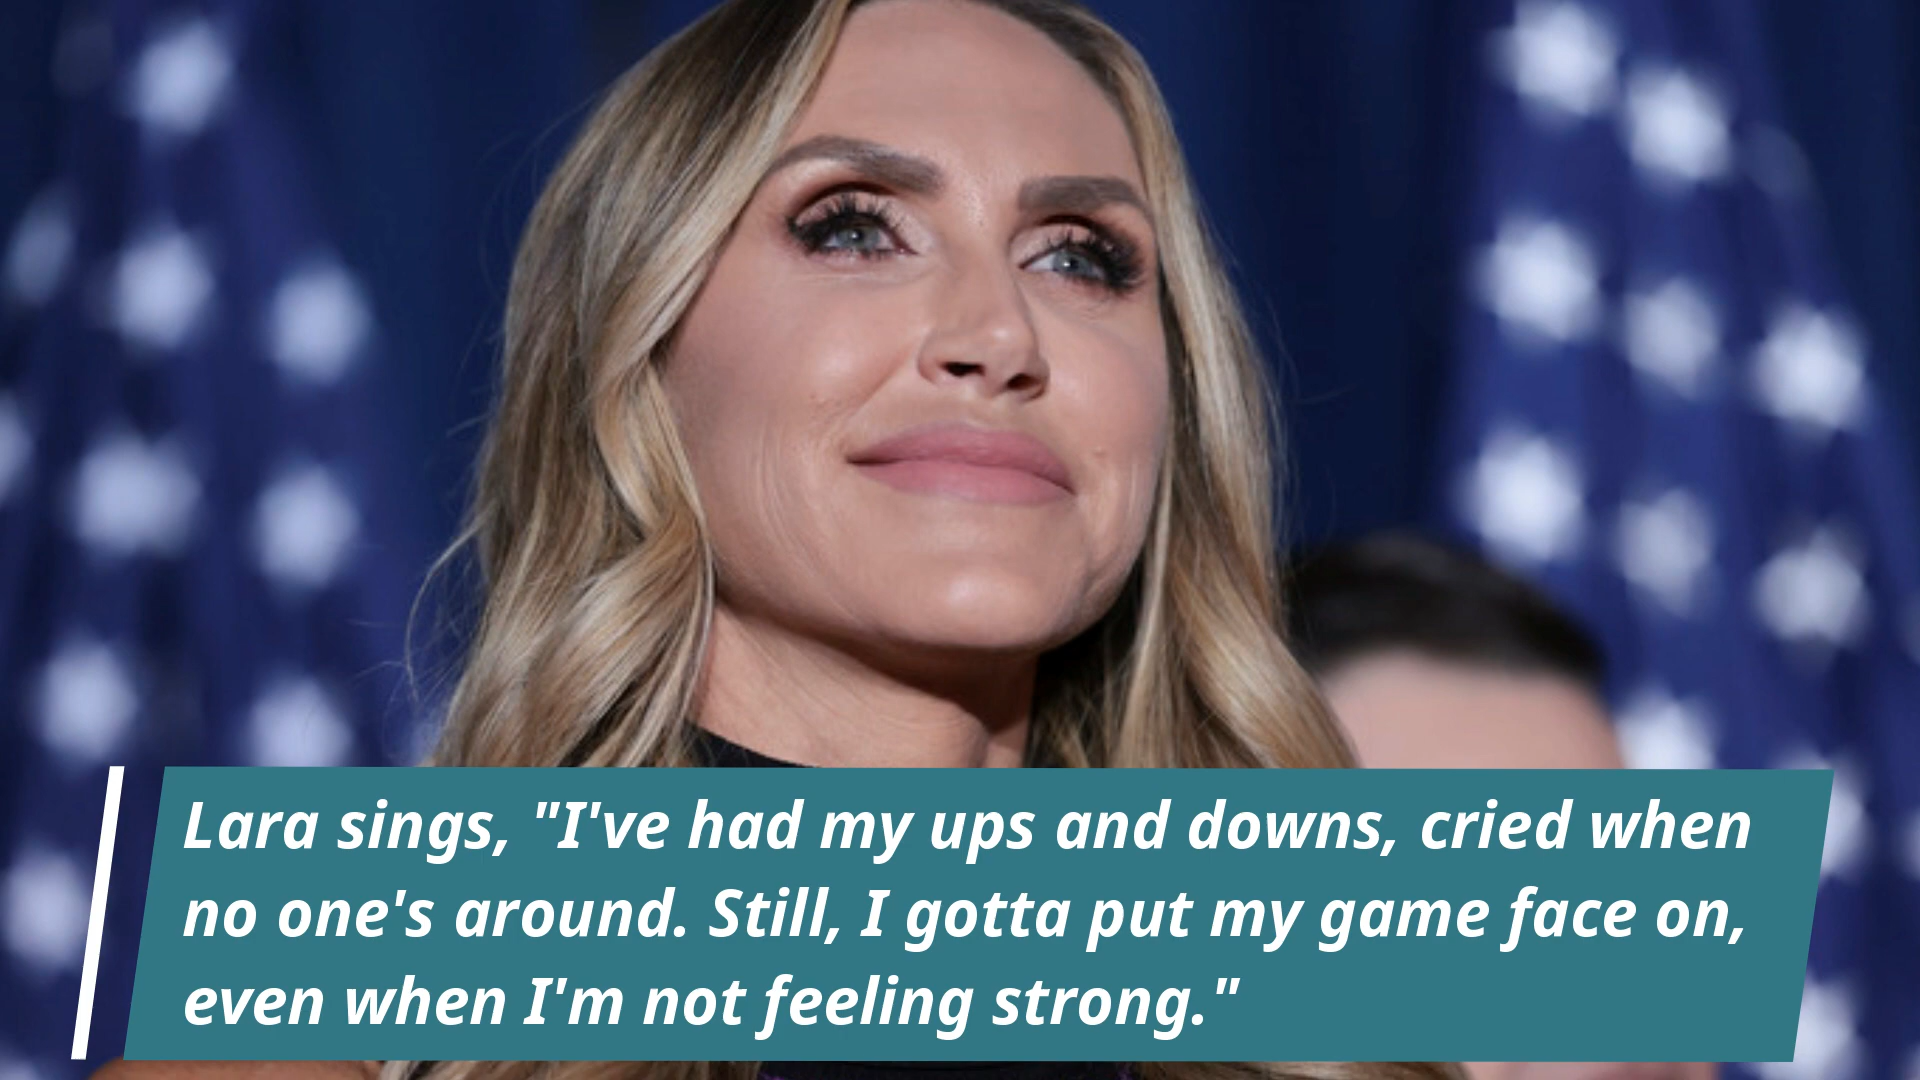 Lara sings, "I've had my ups and downs, cried when
no one's around. Still, I gotta put my game face on,
even when I'm not feeling strong."